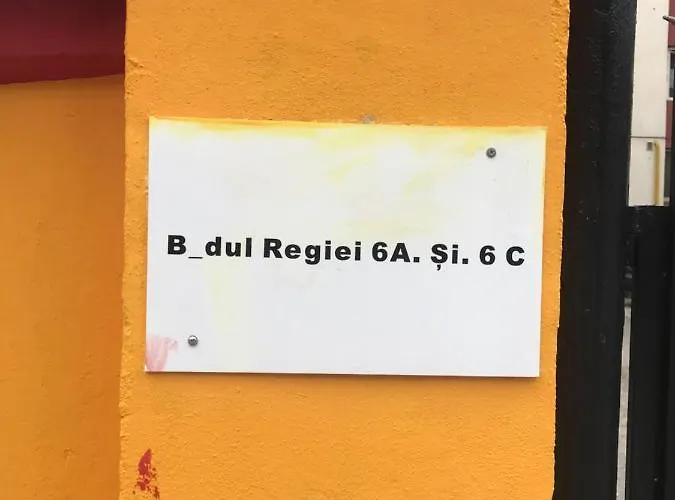 B_dul Regiei 6A. Și. 6 C